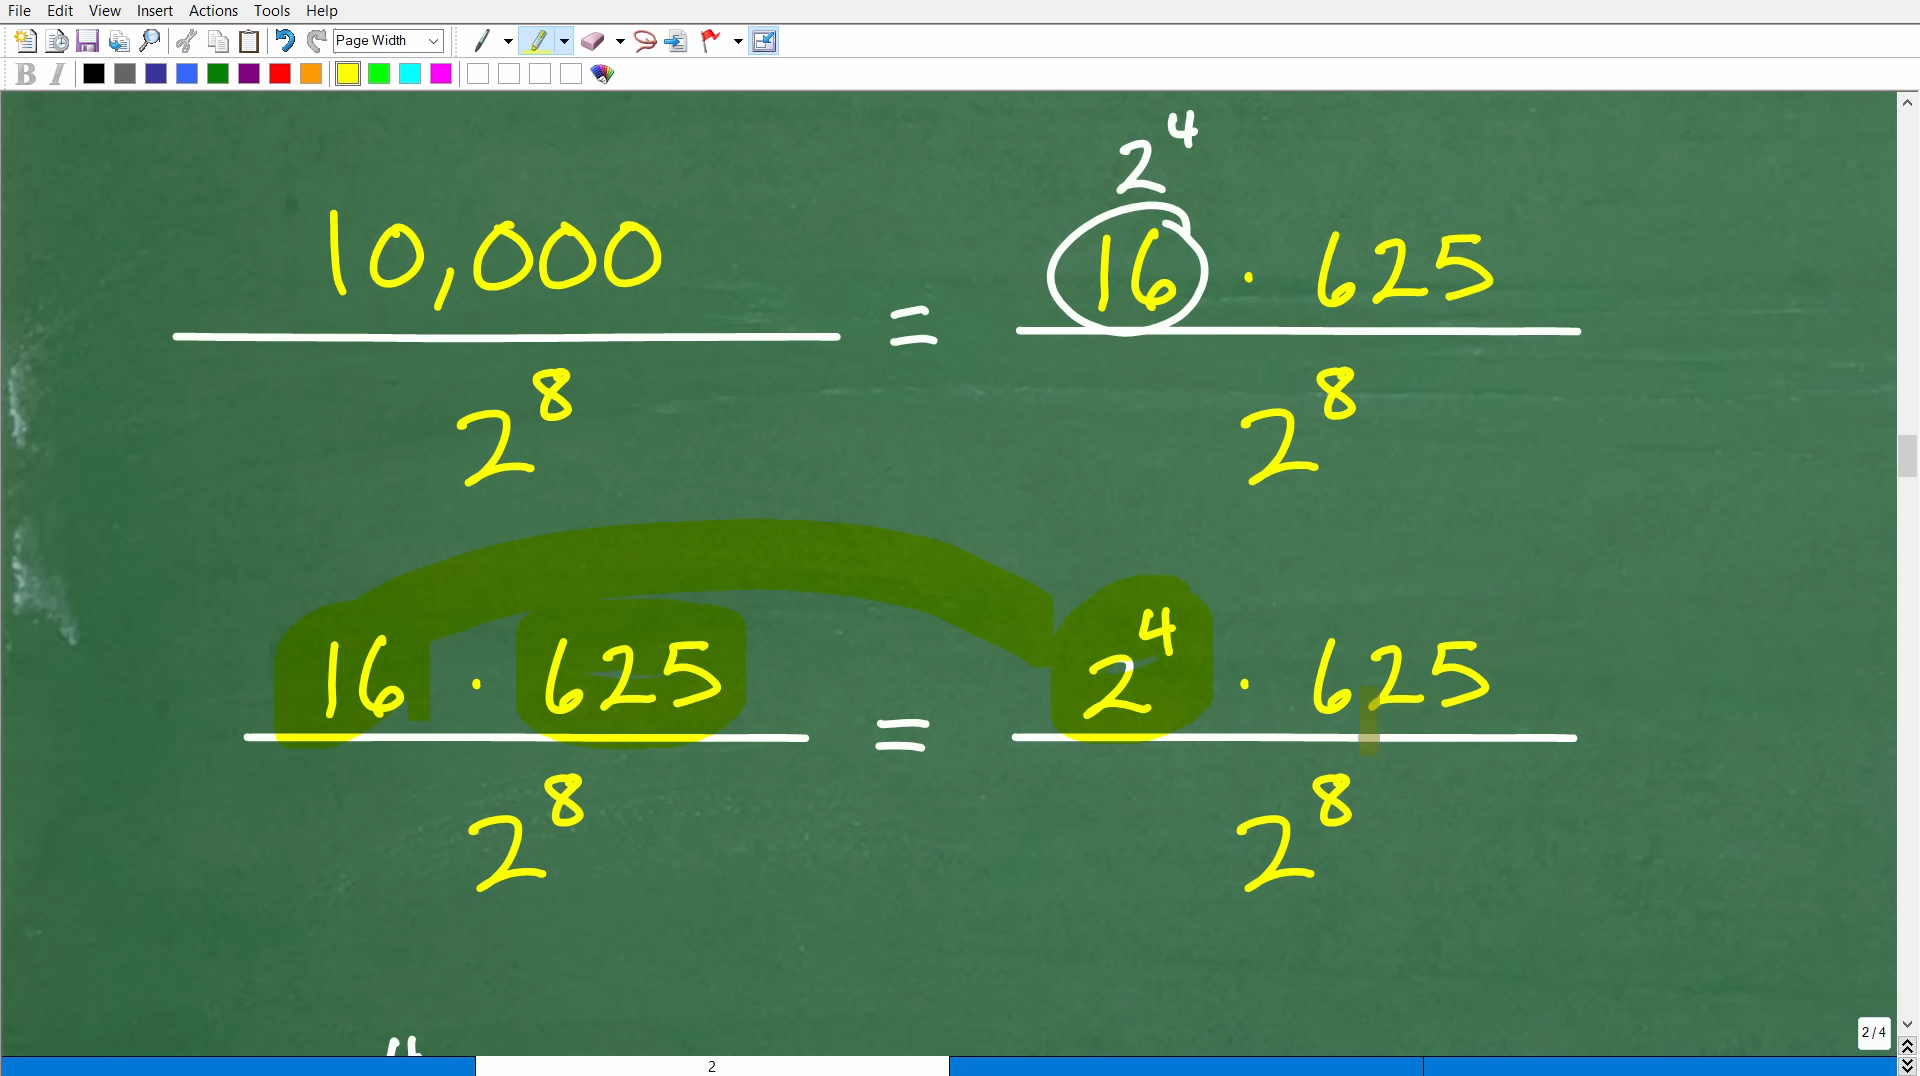 File Edit View Insert Actions Tools Help
Page Width
B I
2^4
10,000 = 16 · 625
2^8 2^8
16 · 625 = 2^4 · 625
2^8 2^8
4
2/4
2